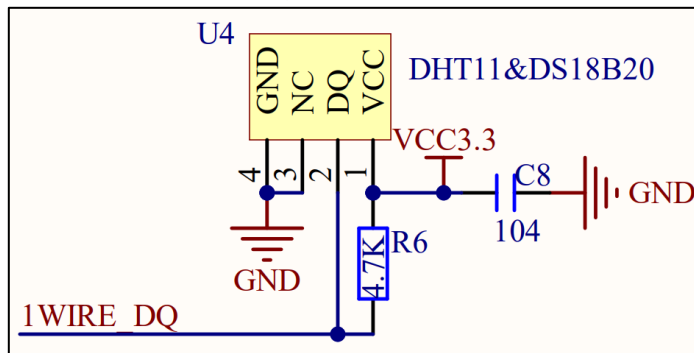 U4
GND
NC
DQ
VCC
DHT11&DS18B20
4
3
2
1
VCC3.3
C8
104
GND
GND
R6
4.7K
1WIRE_DQ